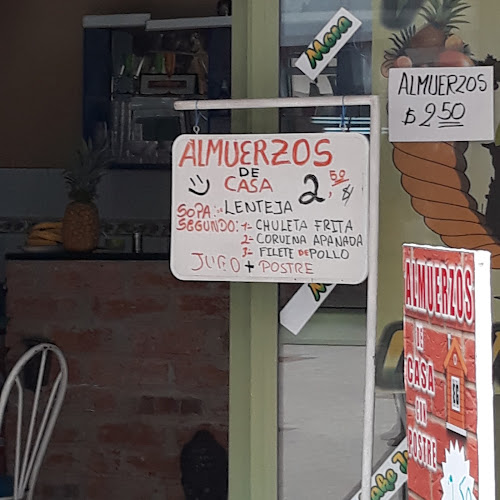 Mora
ALMUERZOS
$ 2.50
ALMUERZOS
DE
CASA
2,50 $
SOPA: LENTEJA
SEGUNDO: 1- CHULETA FRITA
2- CORVINA APANADA
3- FILETE DE POLLO
JUGO + POSTRE
ALMUERZOS
DE
CASA
CON
POSTRE